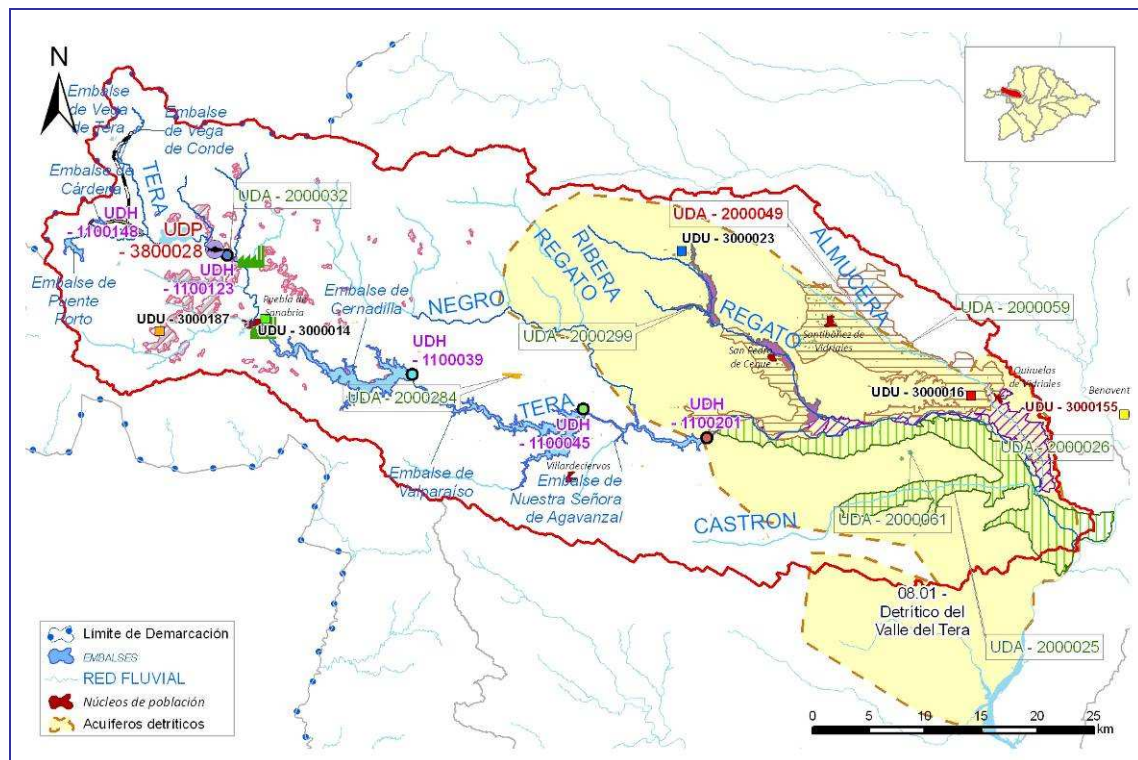 N
Embalse
de Vega
de Tera
Embalse
de Vega
de Conde
Embalse de
Cárdena
TERA
UDH
- 1100148
UDP
- 3800028
UDA - 2000032
UDH
- 1100123
Embalse de
Puente
Porto
UDU - 3000187
Puebla de
Sanabria
UDU - 3000014
Embalse de
Cernadilla
NEGRO
UDH
- 1100039
UDA - 2000284
TERA
UDH
- 1100045
Villardeciervos
Embalse de
Valparaíso
Embalse de
Nuestra Señora
de Agavanzal
UDH
- 1100201
RIBERA
REGATO
UDA - 2000049
UDU - 3000023
ALMUCERA
UDA - 2000059
UDA - 2000299
REGATO
Santibáñez de
Vidriales
San Pedro
de Ceque
Quiruelas
de Vidriales
UDU - 3000016
Benavent
UDU - 3000155
UDA - 2000026
UDA - 2000061
CASTRON
08.01 -
Detrítico del
Valle del Tera
UDA - 2000025
Límite de Demarcación
EMBALSES
RED FLUVIAL
Núcleos de población
Acuíferos detríticos
0 5 10 15 20 25
km